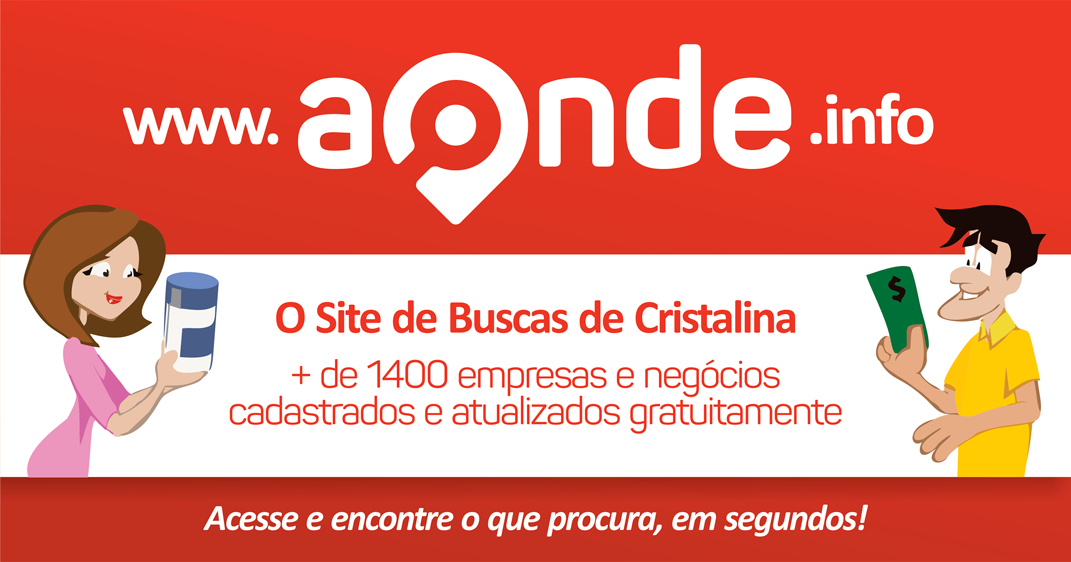 www.aonde.info
O Site de Buscas de Cristalina
+ de 1400 empresas e negócios
cadastrados e atualizados gratuitamente
$
Acesse e encontre o que procura, em segundos!